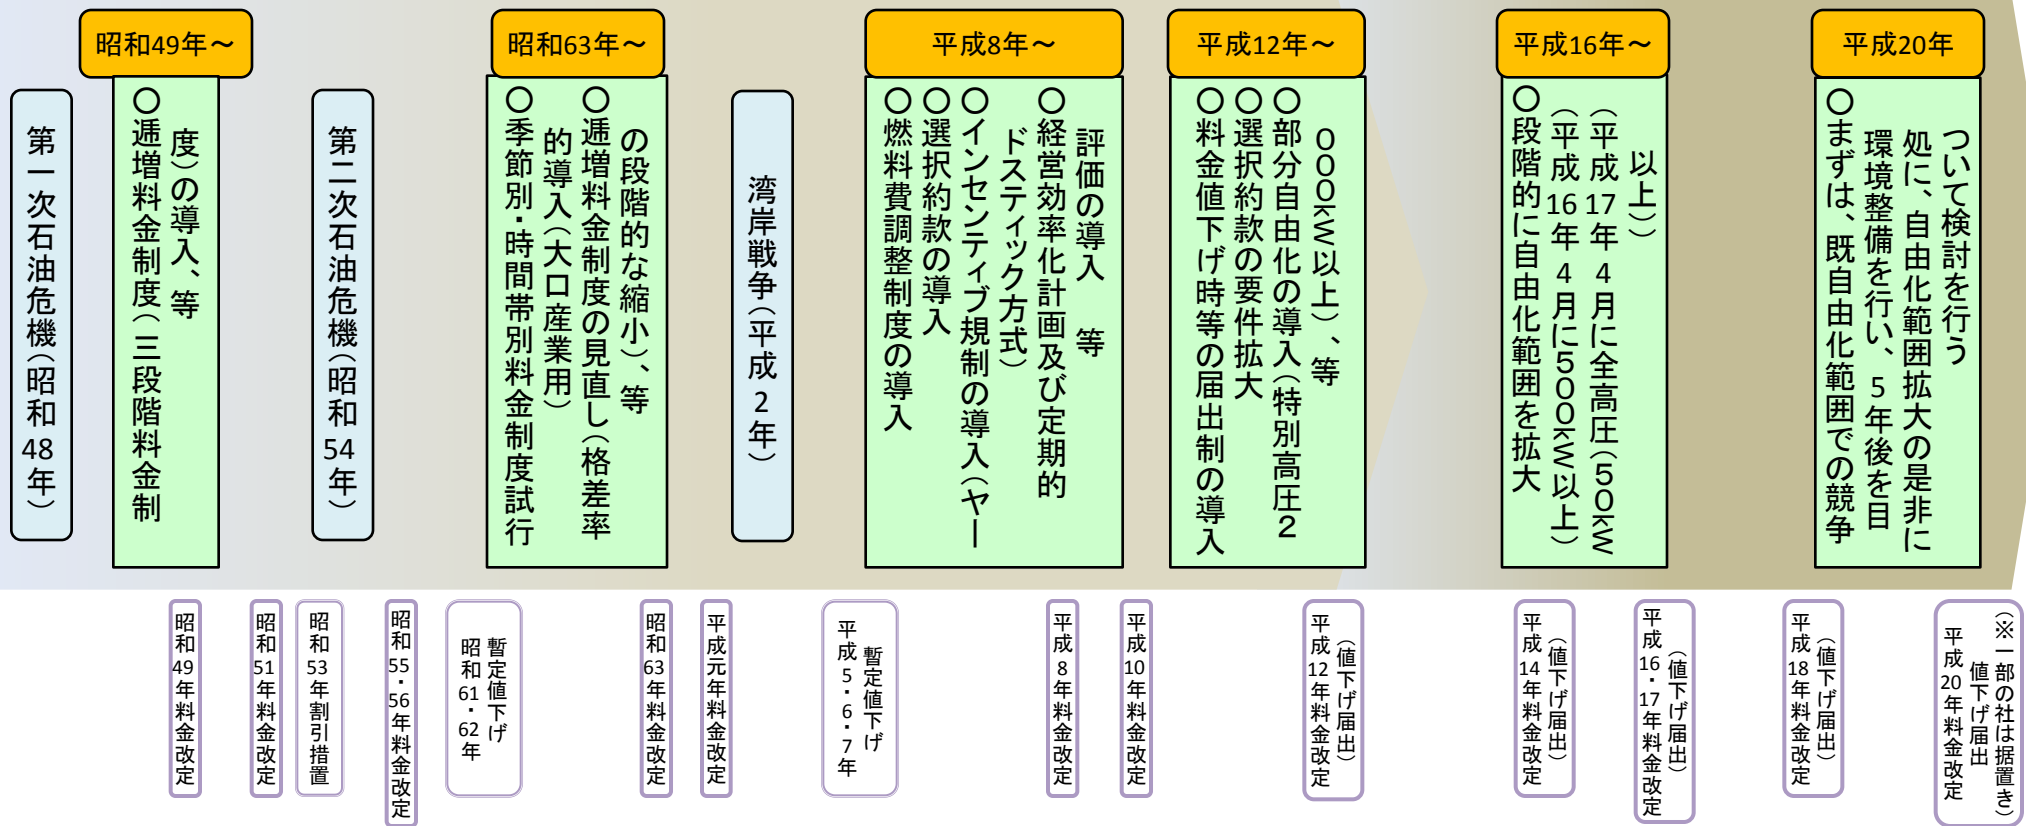 昭和49年～
昭和63年～
平成8年～
平成12年～
平成16年～
平成20年
第一次石油危機（昭和48年）
〇逓増料金制度（三段階料金制
度）の導入、等
第二次石油危機（昭和54年）
〇逓増料金制度の見直し（格差率
の段階的な縮小）、等
〇季節別・時間帯別料金制度試行
的導入（大口産業用）
湾岸戦争（平成２年）
〇経営効率化計画及び定期的
評価の導入　等
〇インセンティブ規制の導入（ヤー
ドスティック方式）
〇選択約款の導入
〇燃料費調整制度の導入
〇部分自由化の導入（特別高圧２
０００kW以上）、等
〇選択約款の要件拡大
〇料金値下げ時等の届出制の導入
〇段階的に自由化範囲を拡大
（平成16年４月に５００kW以上）
（平成17年４月に全高圧（５０kW
以上））
〇まずは、既自由化範囲での競争
環境整備を行い、５年後を目
処に、自由化範囲拡大の是非に
ついて検討を行う
昭和49年料金改定
昭和51年料金改定
昭和53年割引措置
昭和55・56年料金改定
暫定値下げ
昭和61・62年
昭和63年料金改定
平成元年料金改定
暫定値下げ
平成５・６・７年
平成８年料金改定
平成10年料金改定
（値下げ届出）
平成12年料金改定
（値下げ届出）
平成14年料金改定
（値下げ届出）
平成16・17年料金改定
（値下げ届出）
平成18年料金改定
（※一部の社は据置き）
値下げ届出
平成20年料金改定